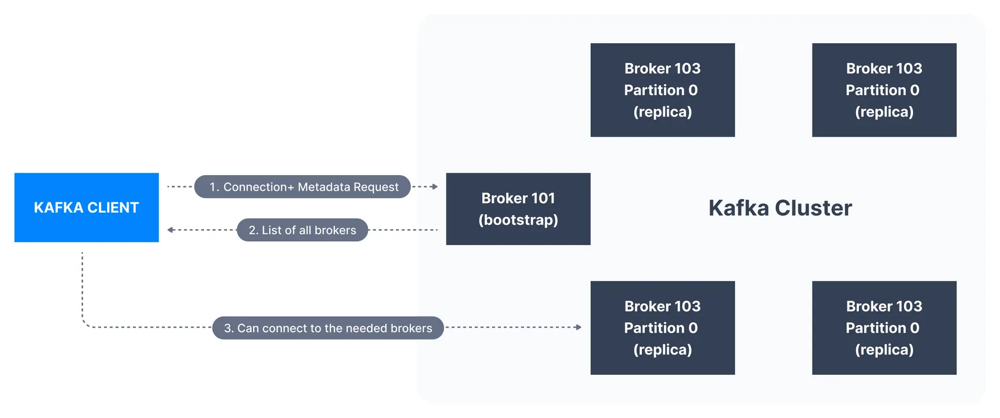 Broker 103
Partition 0
(replica)
Broker 103
Partition 0
(replica)
KAFKA CLIENT
1. Connection+ Metadata Request
2. List of all brokers
Broker 101
(bootstrap)
Kafka Cluster
3. Can connect to the needed brokers
Broker 103
Partition 0
(replica)
Broker 103
Partition 0
(replica)